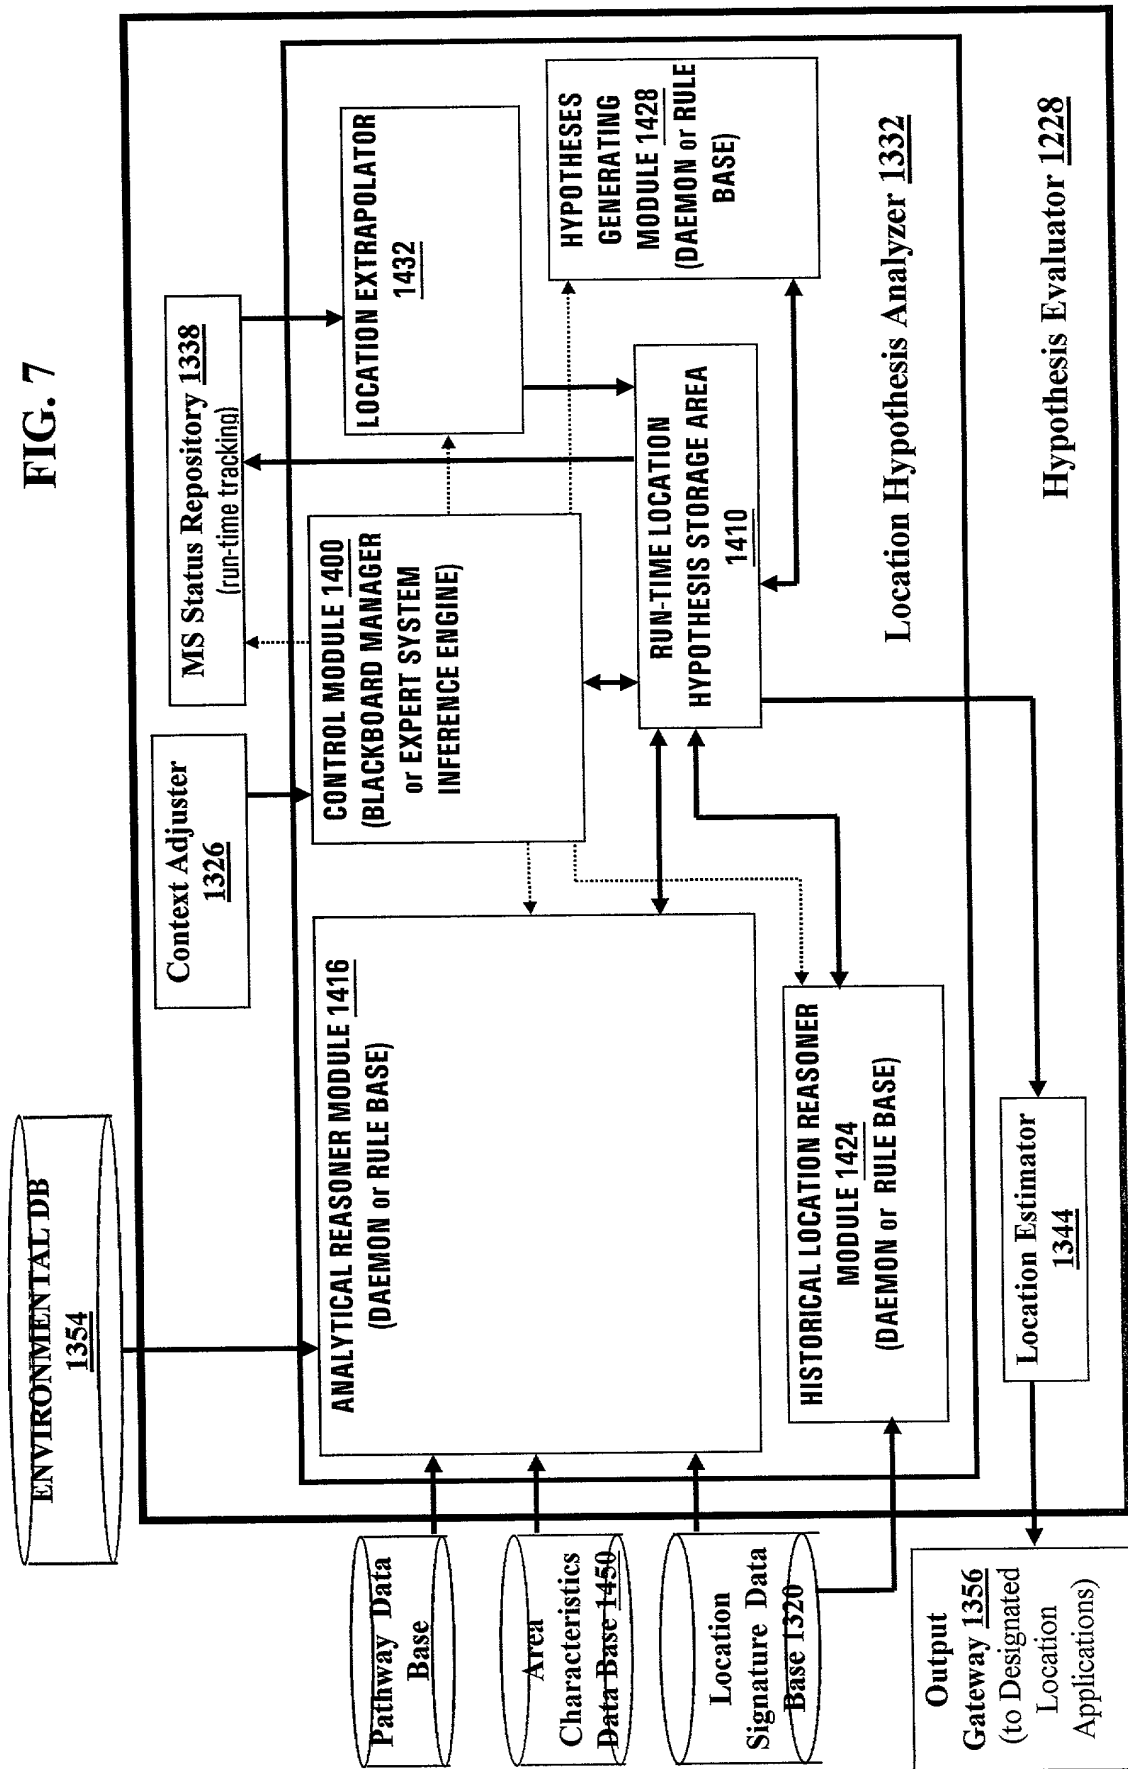 FIG. 7
ENVIRONMENTAL DB
1354
Context Adjuster
1326
MS Status Repository 1338
(run-time tracking)
Pathway Data
Base
Area
Characteristics
Data Base 1450
Location
Signature Data
Base 1320
ANALYTICAL REASONER MODULE 1416
(DAEMON or RULE BASE)
CONTROL MODULE 1400
(BLACKBOARD MANAGER
or EXPERT SYSTEM
INFERENCE ENGINE)
LOCATION EXTRAPOLATOR
1432
HYPOTHESES
GENERATING
MODULE 1428
(DAEMON or RULE
BASE)
RUN-TIME LOCATION
HYPOTHESIS STORAGE AREA
1410
HISTORICAL LOCATION REASONER
MODULE 1424
(DAEMON or RULE BASE)
Location Hypothesis Analyzer 1332
Location Estimator
1344
Hypothesis Evaluator 1228
Output
Gateway 1356
(to Designated
Location
Applications)